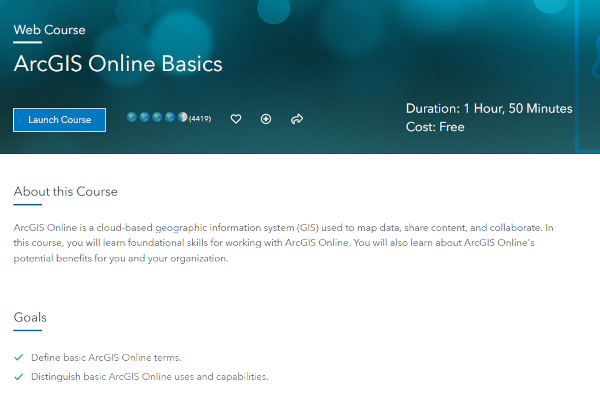 Web Course
ArcGIS Online Basics
Launch Course
(4419)
Duration: 1 Hour, 50 Minutes
Cost: Free
About this Course
ArcGIS Online is a cloud-based geographic information system (GIS) used to map data, share content, and collaborate. In
this course, you will learn foundational skills for working with ArcGIS Online. You will also learn about ArcGIS Online's
potential benefits for you and your organization.
Goals
Define basic ArcGIS Online terms.
Distinguish basic ArcGIS Online uses and capabilities.